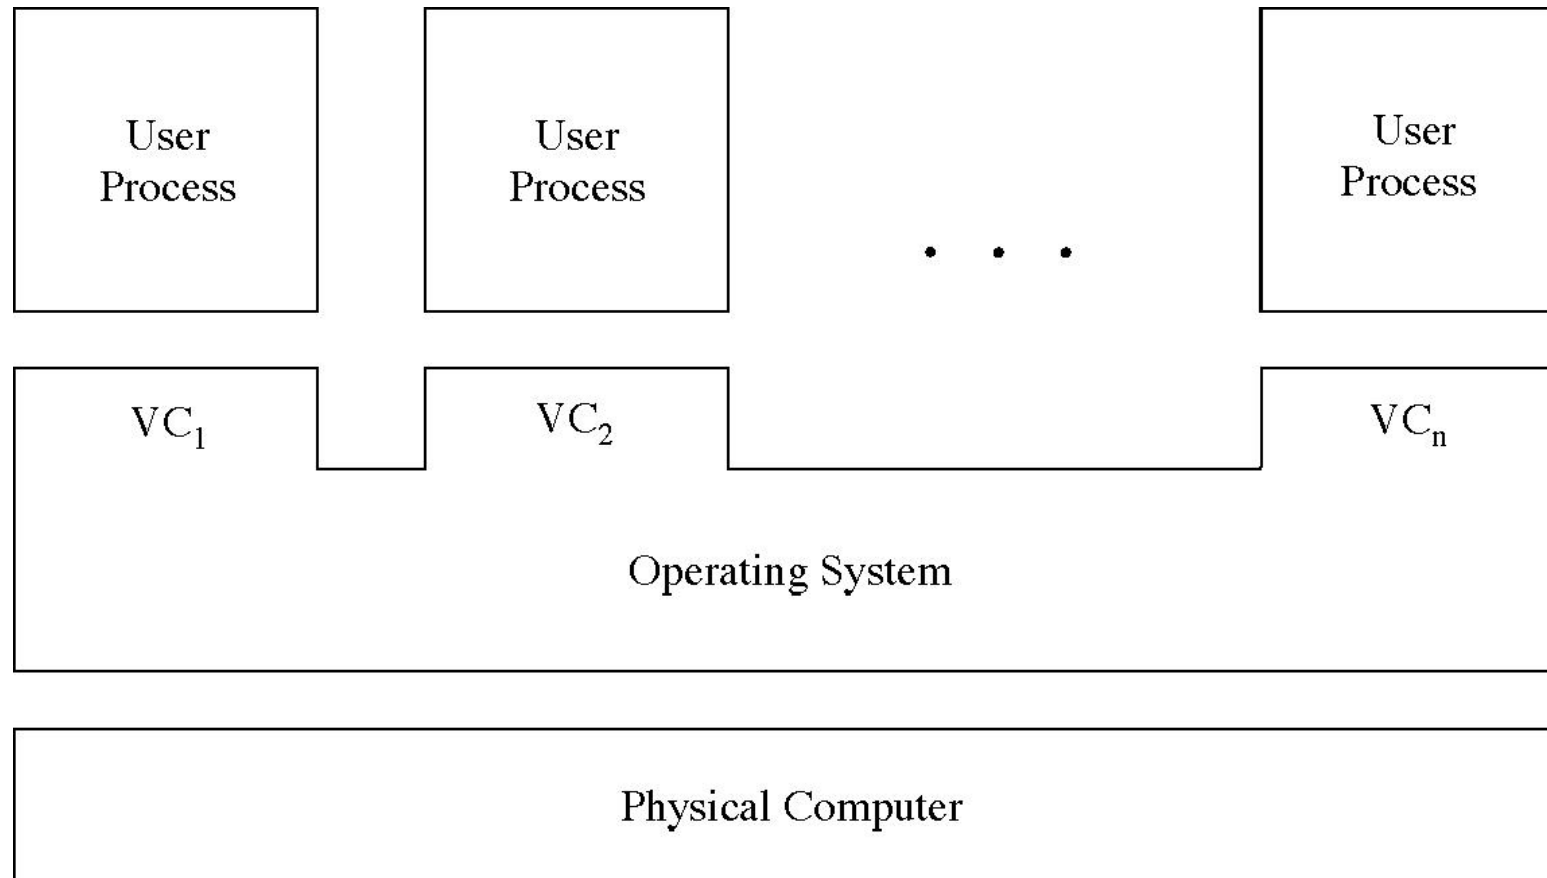 User
Process
User
Process
User
Process
. . .
VC₁
VC₂
VCₙ
Operating System
Physical Computer